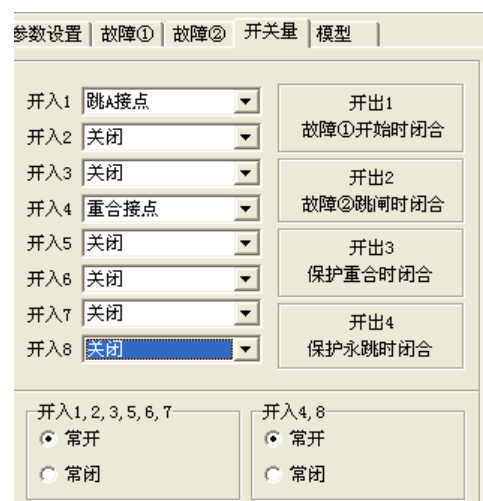 参数设置 故障① 故障② 开关量 模型
开入1 跳A接点
开入2 关闭
开入3 关闭
开入4 重合接点
开入5 关闭
开入6 关闭
开入7 关闭
开入8 关闭
开出1
故障①开始时闭合
开出2
故障②跳闸时闭合
开出3
保护重合时闭合
开出4
保护永跳时闭合
开入1,2,3,5,6,7
常开
常闭
开入4,8
常开
常闭